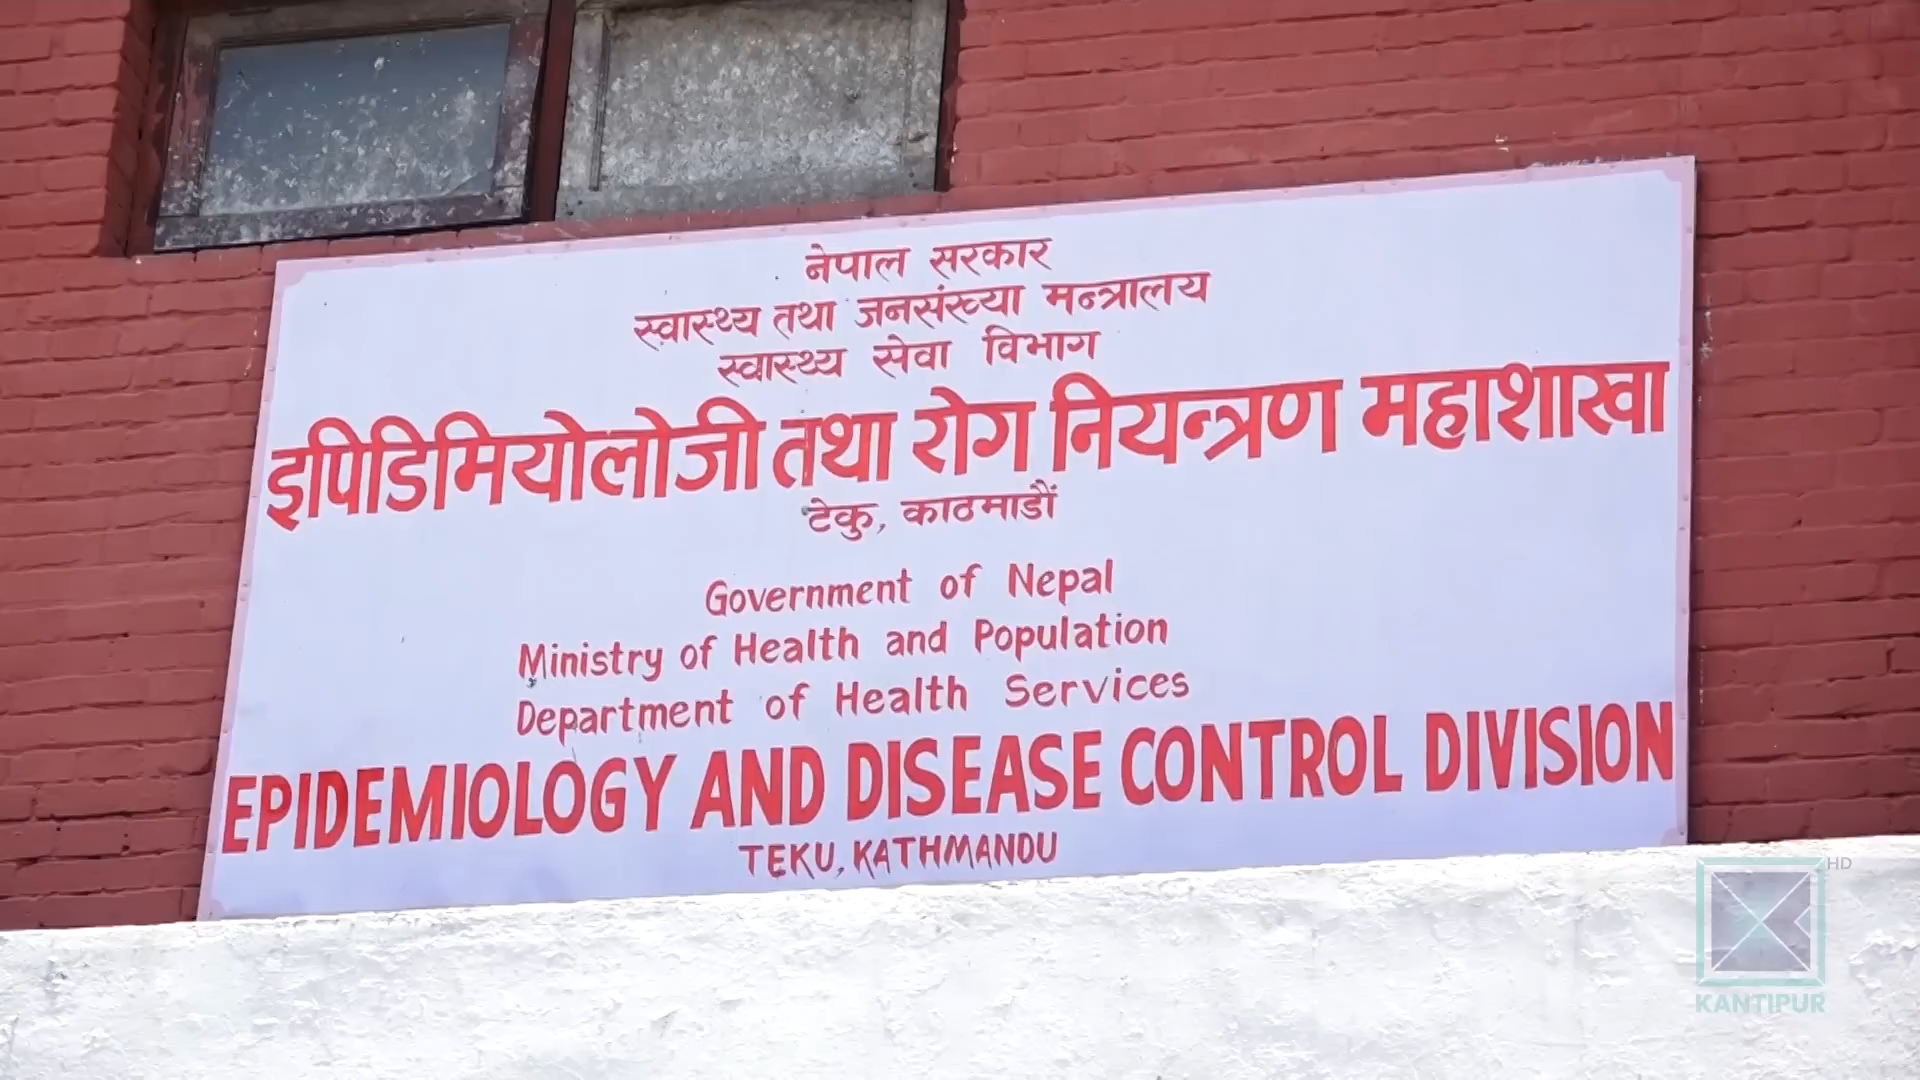 नेपाल सरकार
स्वास्थ्य तथा जनसंख्या मन्त्रालय
स्वास्थ्य सेवा विभाग
इपिडिमियोलोजी तथा रोग नियन्त्रण महाशाखा
टेकु, काठमाडौं
Government of Nepal
Ministry of Health and Population
Department of Health Services
EPIDEMIOLOGY AND DISEASE CONTROL DIVISION
TEKU, KATHMANDU
HD
KANTIPUR